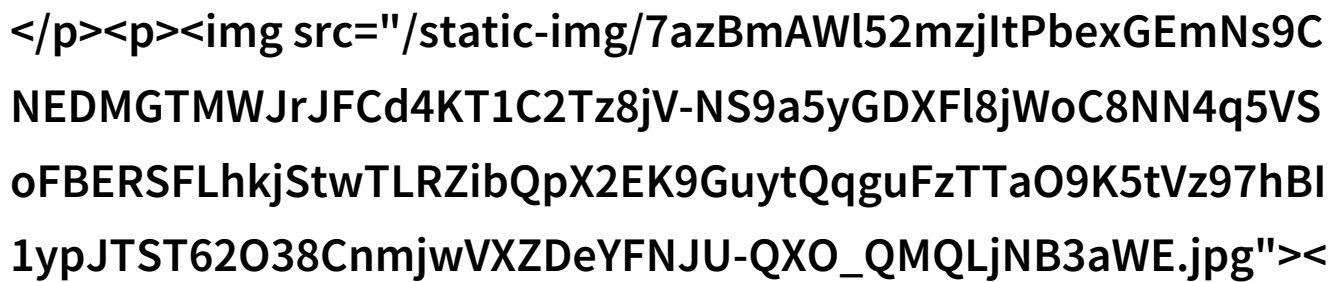 </p><p><img src="/static-img/7azBmAWl52mzjItPbexGEmNs9C
NEDMGTMWJrJFCd4KT1C2Tz8jV-NS9a5yGDXFl8jWoC8NN4q5VS
oFBERSFLhkjStwTLRZibQpX2EK9GuytQqguFzTTaO9K5tVz97hBI
1ypJTST62O38CnmjwVXZDeYFNJU-QXO_QMQLjNB3aWE.jpg"><